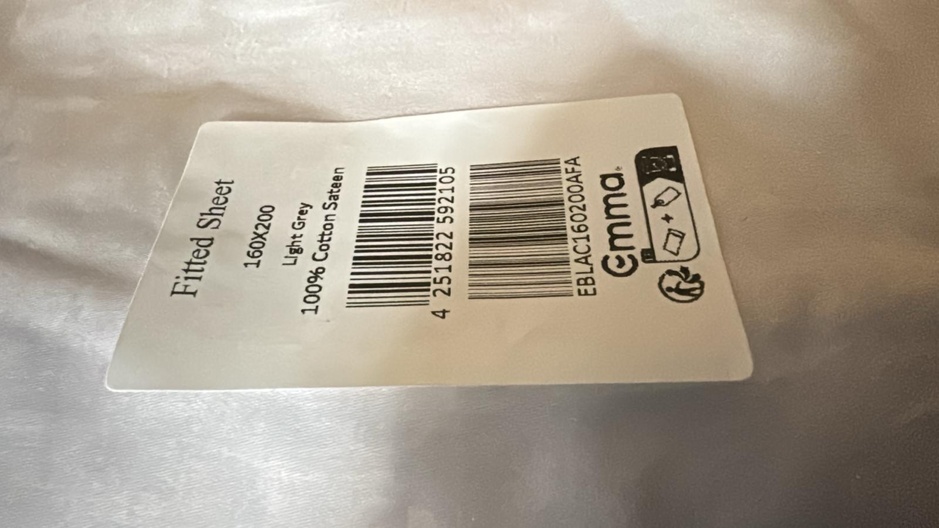 Fitted Sheet
160X200
Light Grey
100% Cotton Sateen
4 251822 592105
EBLAC160200AFA
emma